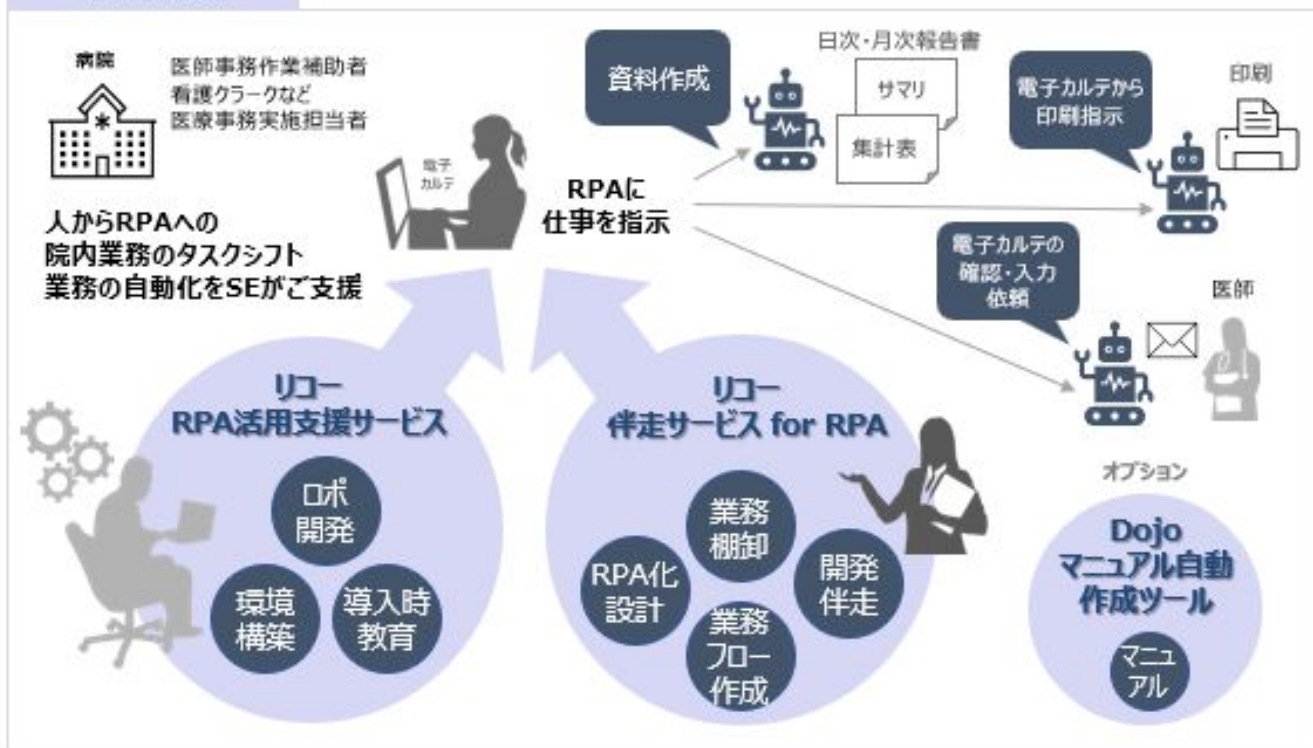 病院
医師事務作業補助者
看護クラークなど
医療事務実施担当者
人からRPAへの
院内業務のタスクシフト
業務の自動化をSEがご支援
電子
カルテ
RPAに
仕事を指示
資料作成
日次・月次報告書
サマリ
集計表
電子カルテから
印刷指示
印刷
電子カルテの
確認・入力
依頼
医師
リコー
RPA活用支援サービス
ロボ
開発
環境
構築
導入時
教育
リコー
伴走サービス for RPA
業務
棚卸
RPA化
設計
開発
伴走
業務
フロー
作成
オプション
Dojo
マニュアル自動
作成ツール
マニュ
アル